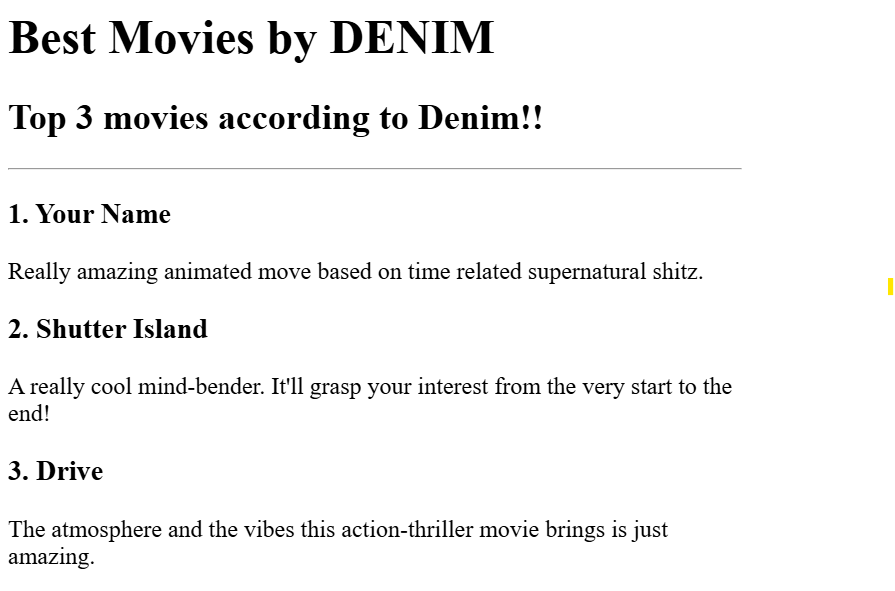 Best Movies by DENIM
Top 3 movies according to Denim!!
1. Your Name
Really amazing animated move based on time related supernatural shitz.
2. Shutter Island
A really cool mind-bender. It'll grasp your interest from the very start to the
end!
3. Drive
The atmosphere and the vibes this action-thriller movie brings is just
amazing.